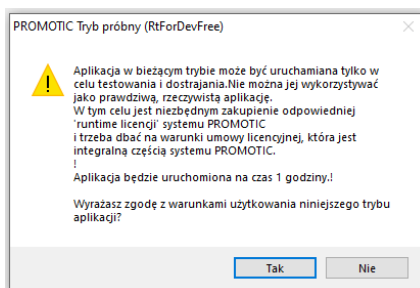 PROMOTIC Tryb próbny (RtForDevFree)
Aplikacja w bieżącym trybie może być uruchamiana tylko w
celu testowania i dostrajania.Nie można jej wykorzystywać
jako prawdziwą, rzeczywistą aplikację.
W tym celu jest niezbędnym zakupienie odpowiedniej
'runtime licencji' systemu PROMOTIC
i trzeba dbać na warunki umowy licencyjnej, która jest
integralną częścią systemu PROMOTIC.
!
Aplikacja będzie uruchomiona na czas 1 godziny.!
Wyrażasz zgodę z warunkami użytkowania niniejszego trybu
aplikacji?
Tak Nie